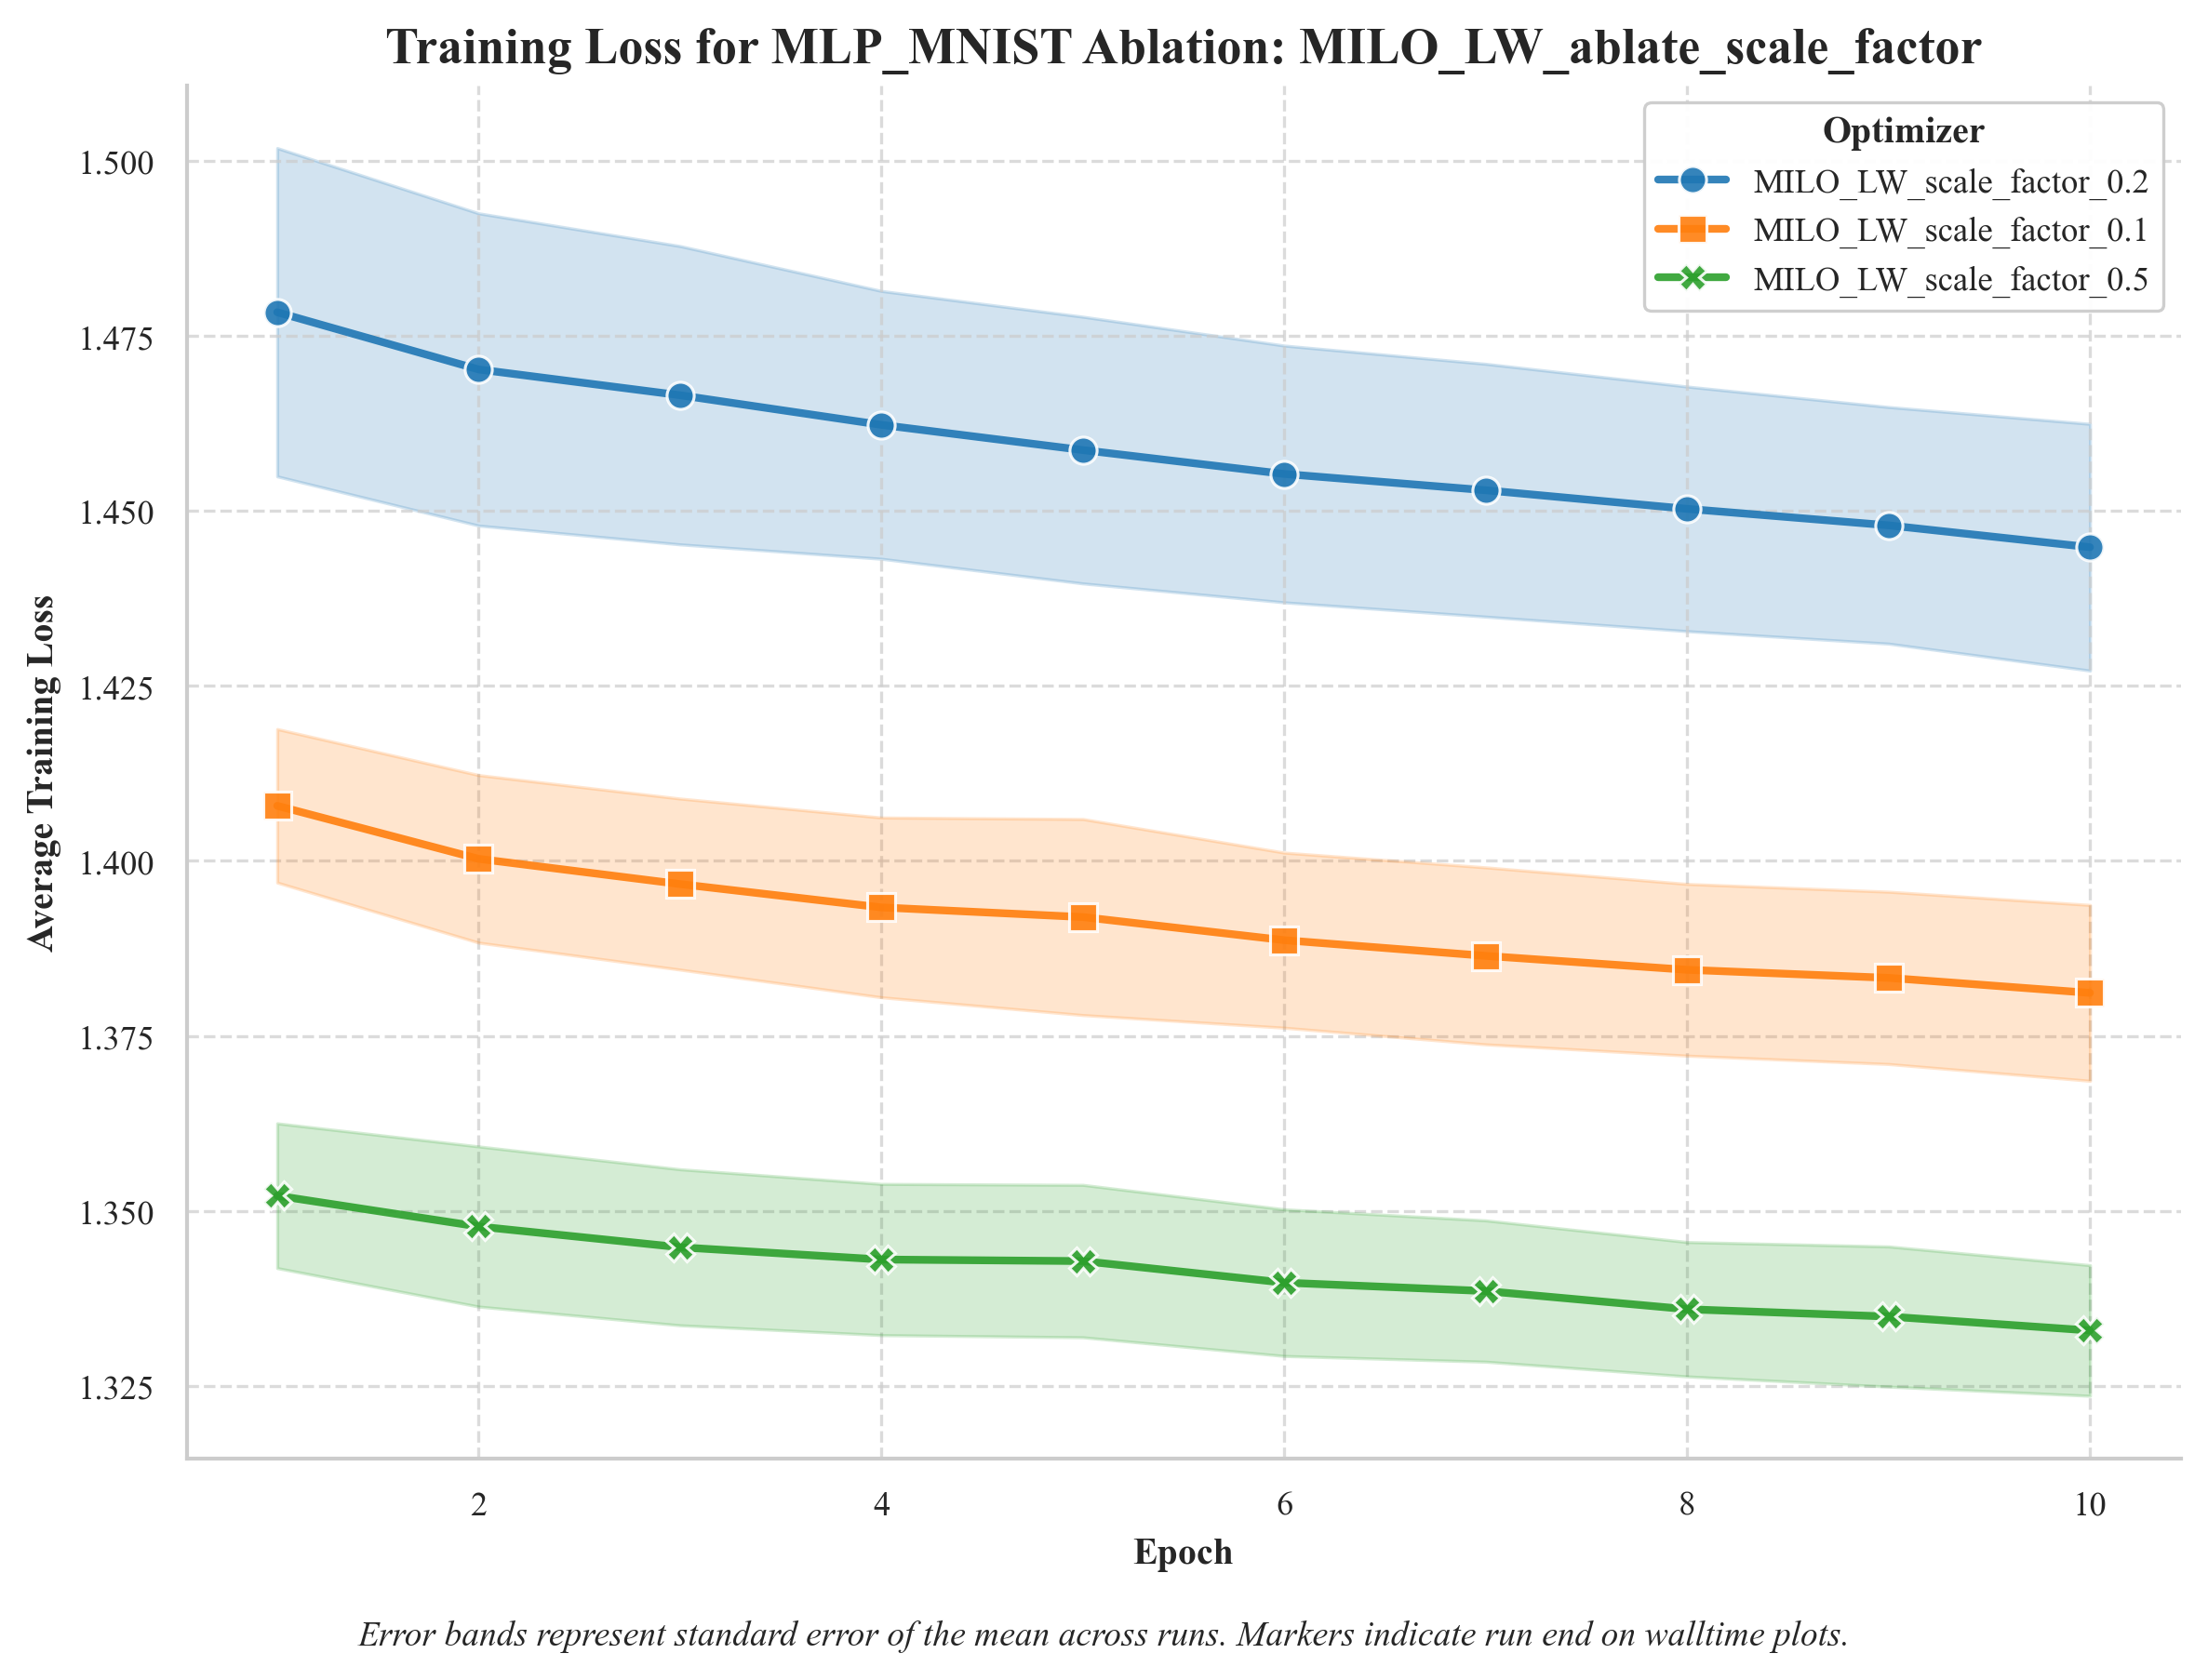 Training Loss for MLP_MNIST Ablation: MILO_LW_ablate_scale_factor
Optimizer
MILO_LW_scale_factor_0.2
MILO_LW_scale_factor_0.1
MILO_LW_scale_factor_0.5
1.500
1.475
1.450
1.425
1.400
1.375
1.350
1.325
Average Training Loss
2 4 6 8 10
Epoch
Error bands represent standard error of the mean across runs. Markers indicate run end on walltime plots.